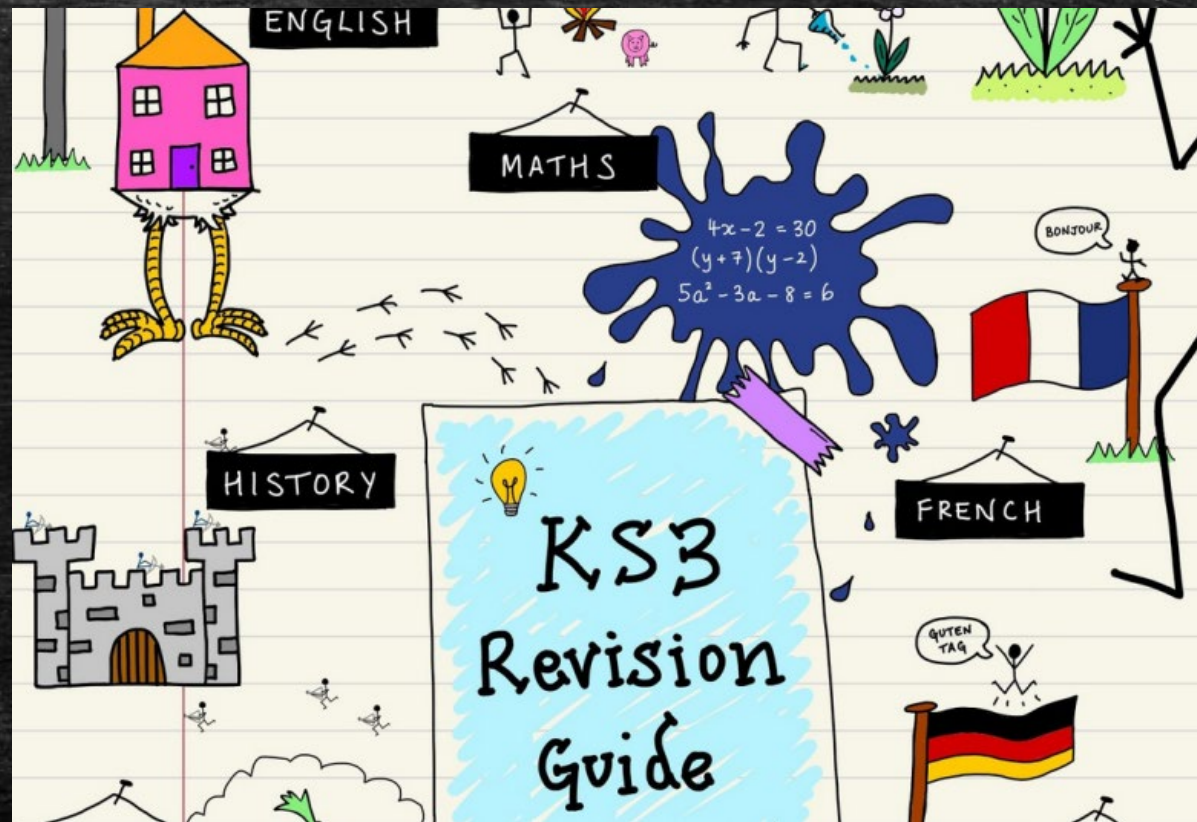 ENGLISH
MATHS
4x-2 = 30
(y+7)(y-2)
5a²-3a-8=6
BONJOUR
HISTORY
FRENCH
KS3
Revision
Guide
GUTEN
TAG